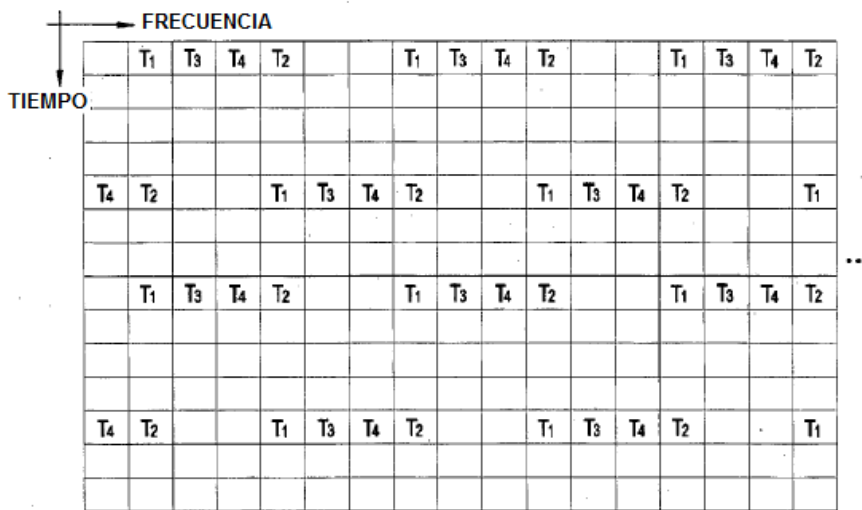 FRECUENCIA
T1 T3 T4 T2 T1 T3 T4 T2 T1 T3 T4 T2
TIEMPO
T4 T2 T1 T3 T4 T2 T1 T3 T4 T2 T1
...
T1 T3 T4 T2 T1 T3 T4 T2 T1 T3 T4 T2
T4 T2 T1 T3 T4 T2 T1 T3 T4 T2 T1